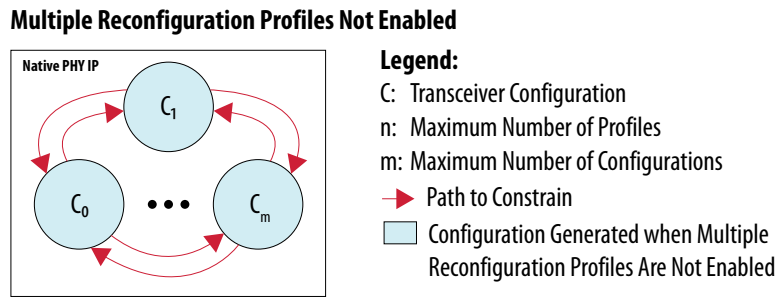 Multiple Reconfiguration Profiles Not Enabled
Native PHY IP
C1
C0
Cm
Legend:
C: Transceiver Configuration
n: Maximum Number of Profiles
m: Maximum Number of Configurations
Path to Constrain
Configuration Generated when Multiple
Reconfiguration Profiles Are Not Enabled